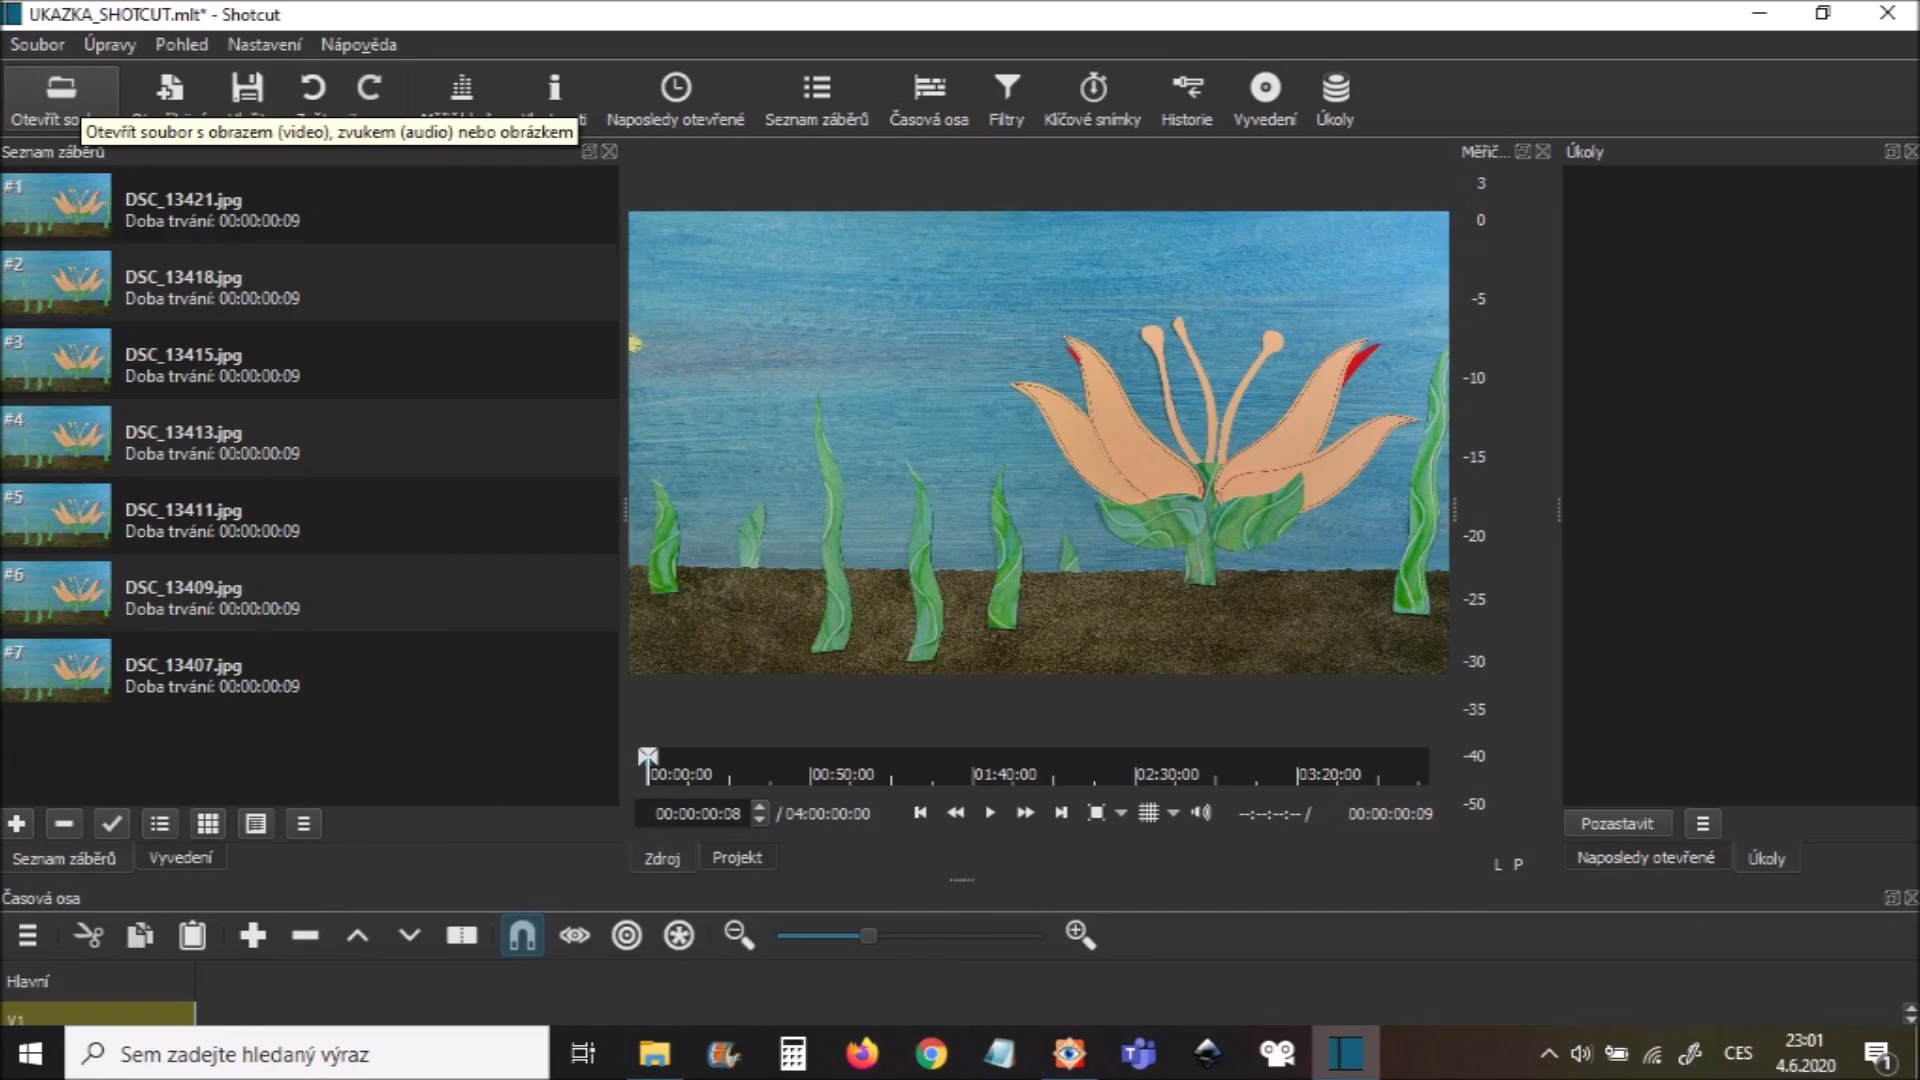 UKAZKA_SHOTCUT.mlt* - Shotcut
Soubor Úpravy Pohled Nastavení Nápověda
Otevřít Naposledy otevřené Seznam záběrů Časová osa Filtry Klíčové snímky Historie Vyvedení Úkoly
Otevřít soubor s obrazem (video), zvukem (audio) nebo obrázkem
Seznam záběrů
Měřič...
Úkoly
#1
DSC_13421.jpg
Doba trvání: 00:00:00:09
#2
DSC_13418.jpg
Doba trvání: 00:00:00:09
#3
DSC_13415.jpg
Doba trvání: 00:00:00:09
#4
DSC_13413.jpg
Doba trvání: 00:00:00:09
#5
DSC_13411.jpg
Doba trvání: 00:00:00:09
#6
DSC_13409.jpg
Doba trvání: 00:00:00:09
#7
DSC_13407.jpg
Doba trvání: 00:00:00:09
3
0
-5
-10
-15
-20
-25
-30
-35
-40
-50
L P
00:00:00 00:50:00 01:40:00 02:30:00 03:20:00
00:00:00:08 / 04:00:00:00 --:--:--:-- / 00:00:00:09
Zdroj Projekt
Seznam záběrů Vyvedení
Pozastavit
Naposledy otevřené Úkoly
Časová osa
Hlavní
V1
Sem zadejte hledaný výraz
CES
23:01
4.6.2020
1